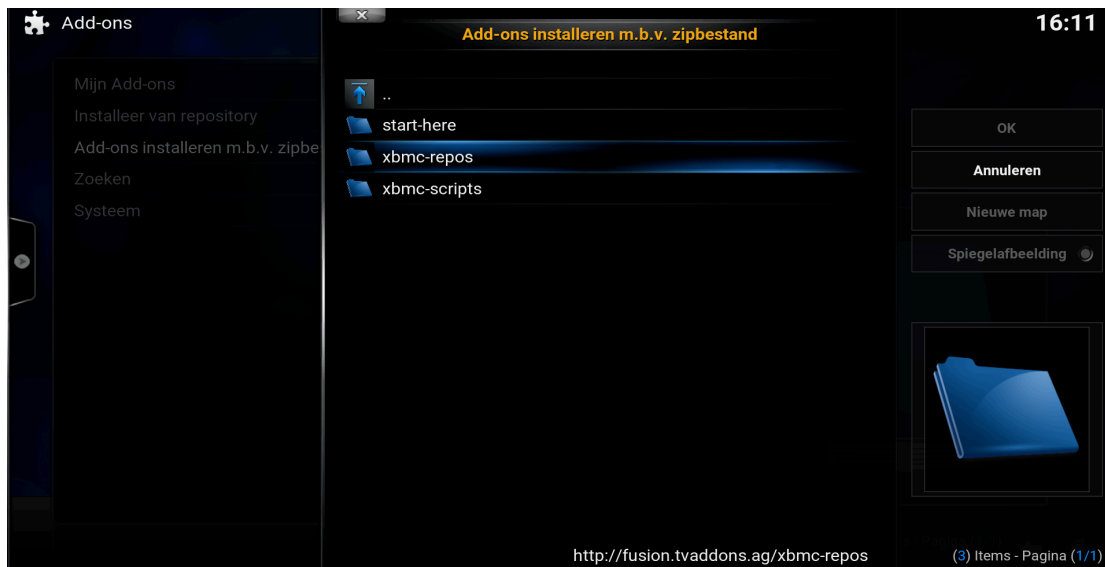 Add-ons
Mijn Add-ons
Installeer van repository
Add-ons installeren m.b.v. zipbe
Zoeken
Systeem
Add-ons installeren m.b.v. zipbestand
..
start-here
xbmc-repos
xbmc-scripts
16:11
OK
Annuleren
Nieuwe map
Spiegelafbeelding
http://fusion.tvaddons.ag/xbmc-repos
(3) Items - Pagina (1/1)